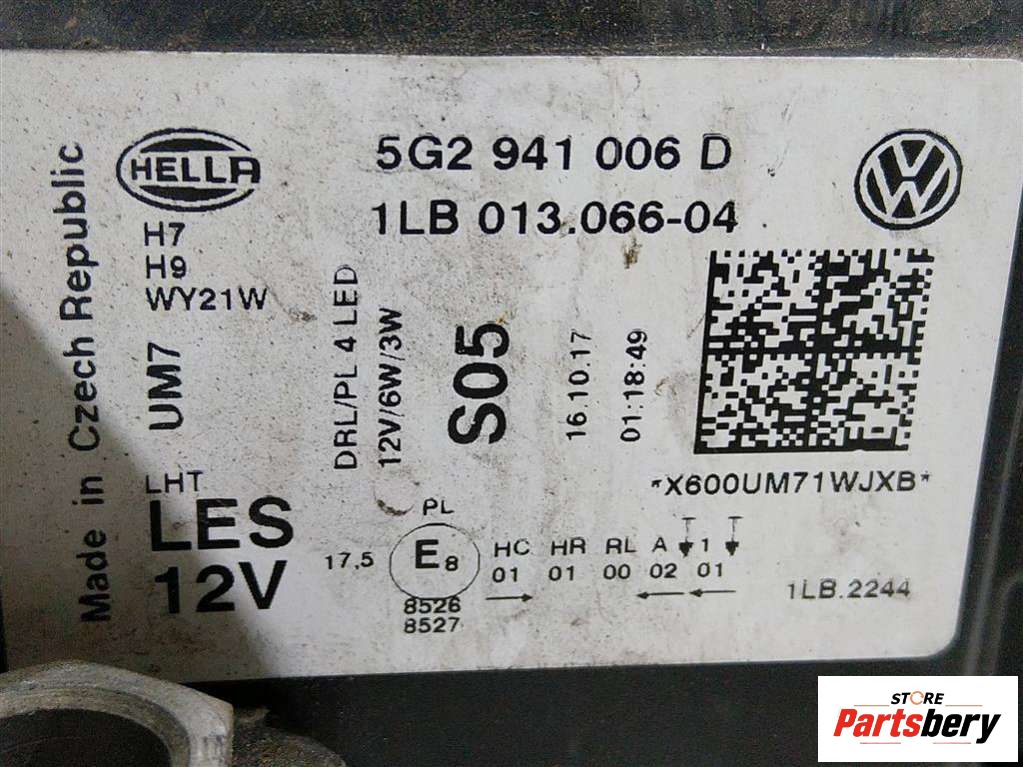 Made in Czech Republic
HELLA
5G2 941 006 D
1LB 013.066-04
H7
H9
WY21W
UM7
DRL/PL 4 LED
12V/6W/3W
S05
16.10.17
01:18:49
*X600UM71WJXB*
LHT
LES
12V
17,5
PL
E8
8526
8527
HC HR RL A 1
01 01 00 02 01
1LB.2244
STORE
Partsbery